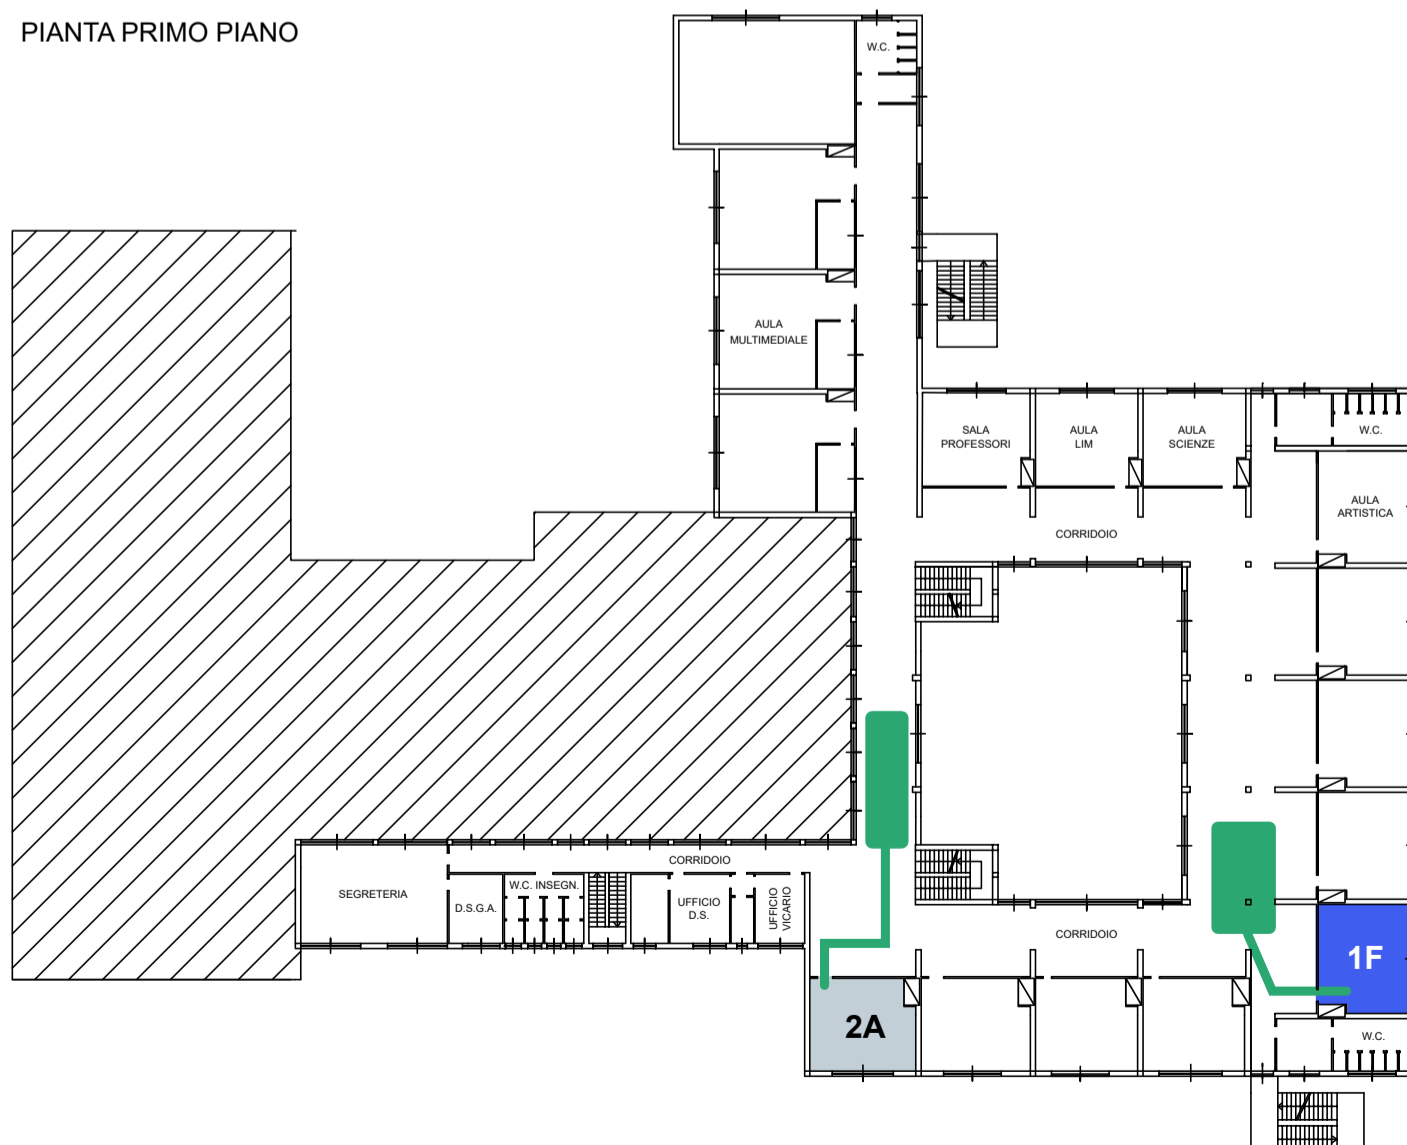 PIANTA PRIMO PIANO
W.C.
AULA
MULTIMEDIALE
SALA
PROFESSORI
AULA
LIM
AULA
SCIENZE
W.C.
AULA
ARTISTICA
CORRIDOIO
CORRIDOIO
SEGRETERIA
D.S.G.A.
W.C. INSEGN.
UFFICIO
D.S.
UFFICIO
VICARIO
CORRIDOIO
1F
2A
W.C.